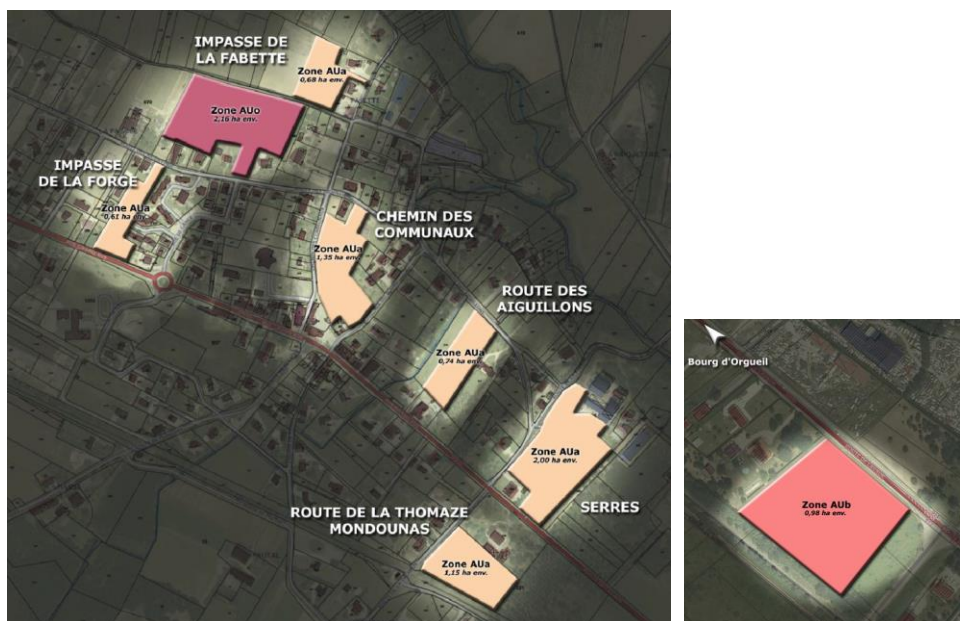 IMPASSE DE
LA FABETTE
Zone AUa
0,68 ha env.
Zone AUo
2,16 ha env.
IMPASSE
DE LA FORGE
Zone AUa
0,61 ha env.
CHEMIN DES
COMMUNAUX
Zone AUa
1,35 ha env.
ROUTE DES
AIGUILLONS
Zone AUa
0,74 ha env.
Zone AUa
2,00 ha env.
SERRES
ROUTE DE LA THOMAZE
MONDOUNAS
Zone AUa
1,15 ha env.
Bourg d'Orgueil
Zone AUb
0,98 ha env.